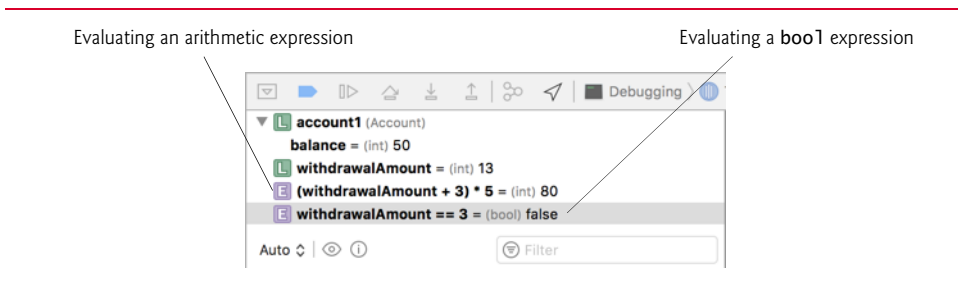 Evaluating an arithmetic expression Evaluating a bool expression
Debugging
L account1 (Account)
balance = (int) 50
L withdrawalAmount = (int) 13
E (withdrawalAmount + 3) * 5 = (int) 80
E withdrawalAmount == 3 = (bool) false
Auto Filter